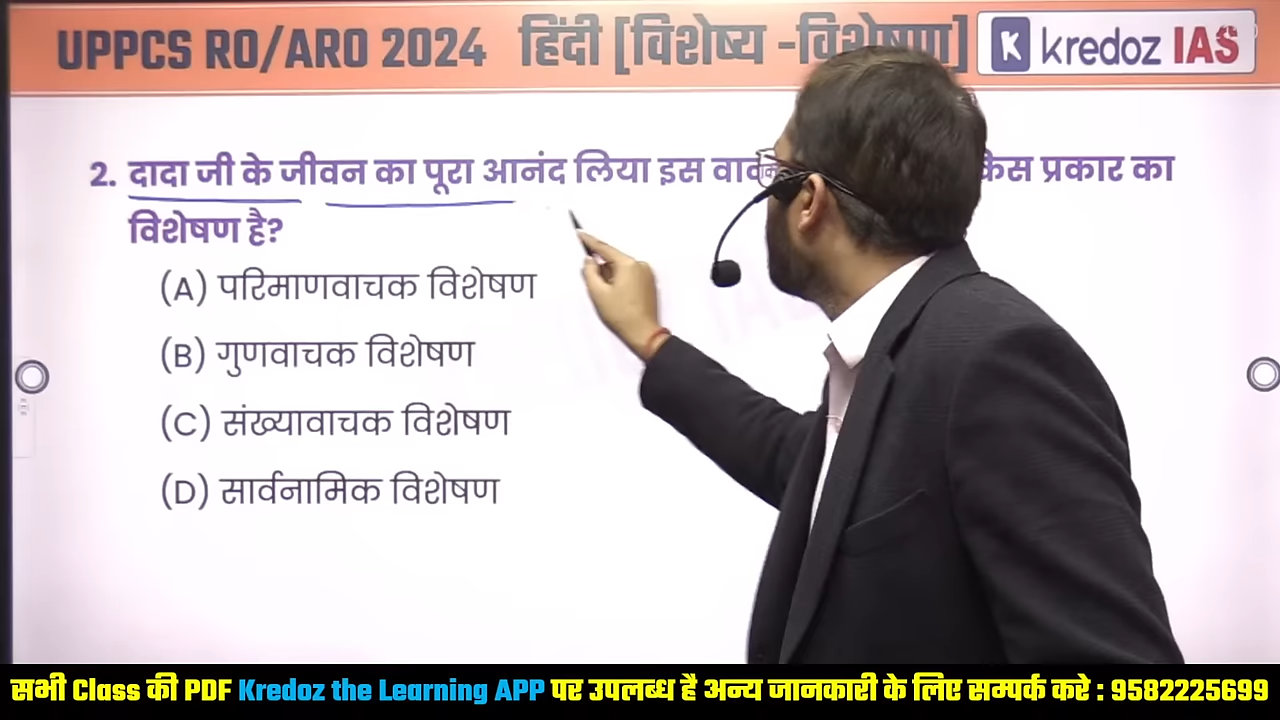 UPPCS RO/ARO 2024 हिंदी [विशेष्य -विशेषण] K kredoz IAS
2. दादा जी के जीवन का पूरा आनंद लिया इस प्रकार का
विशेषण है?
(A) परिमाणवाचक विशेषण
(B) गुणवाचक विशेषण
(C) संख्यावाचक विशेषण
(D) सार्वनामिक विशेषण
सभी Class की PDF Kredoz the Learning APP पर उपलब्ध है अन्य जानकारी के लिए सम्पर्क करे : 9582225699